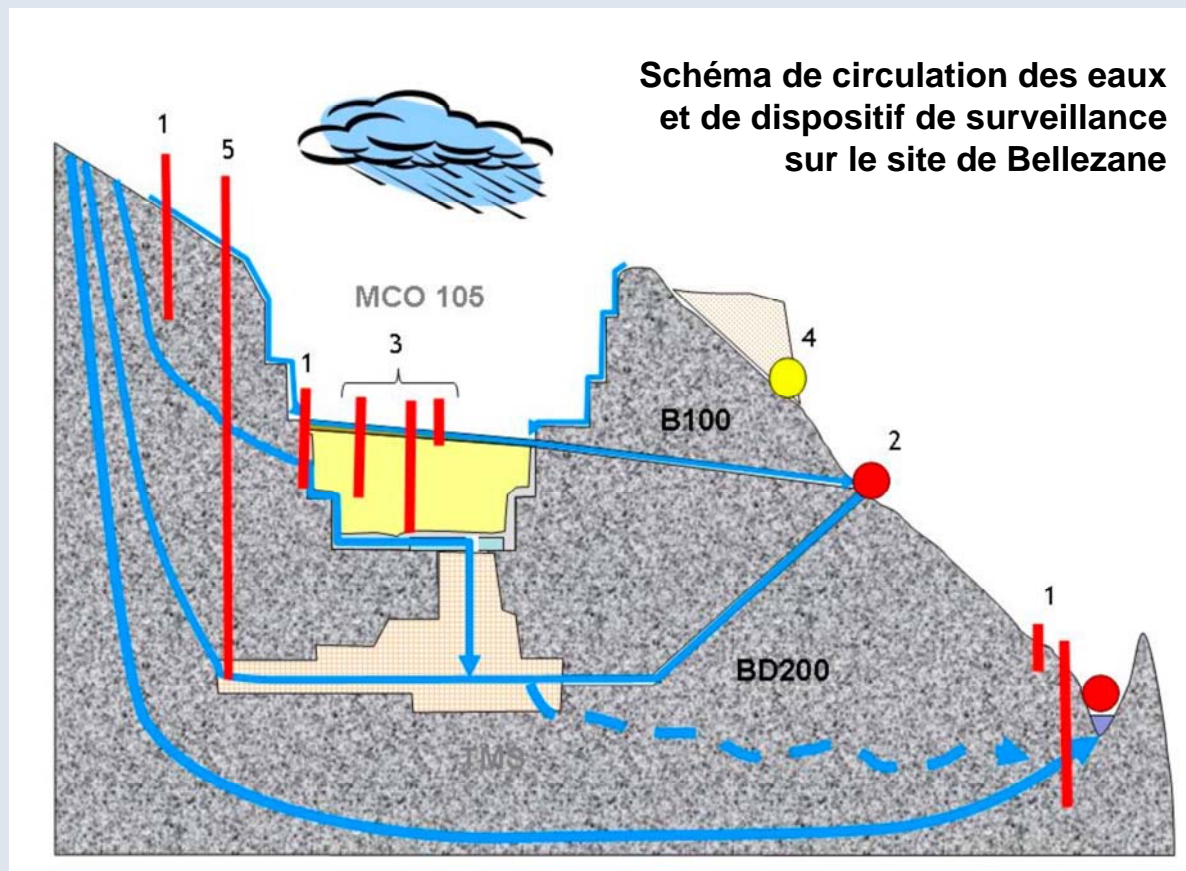 Schéma de circulation des eaux
et de dispositif de surveillance
sur le site de Bellezane
1
5
MCO 105
4
1
3
B100
2
1
BD200
TMS